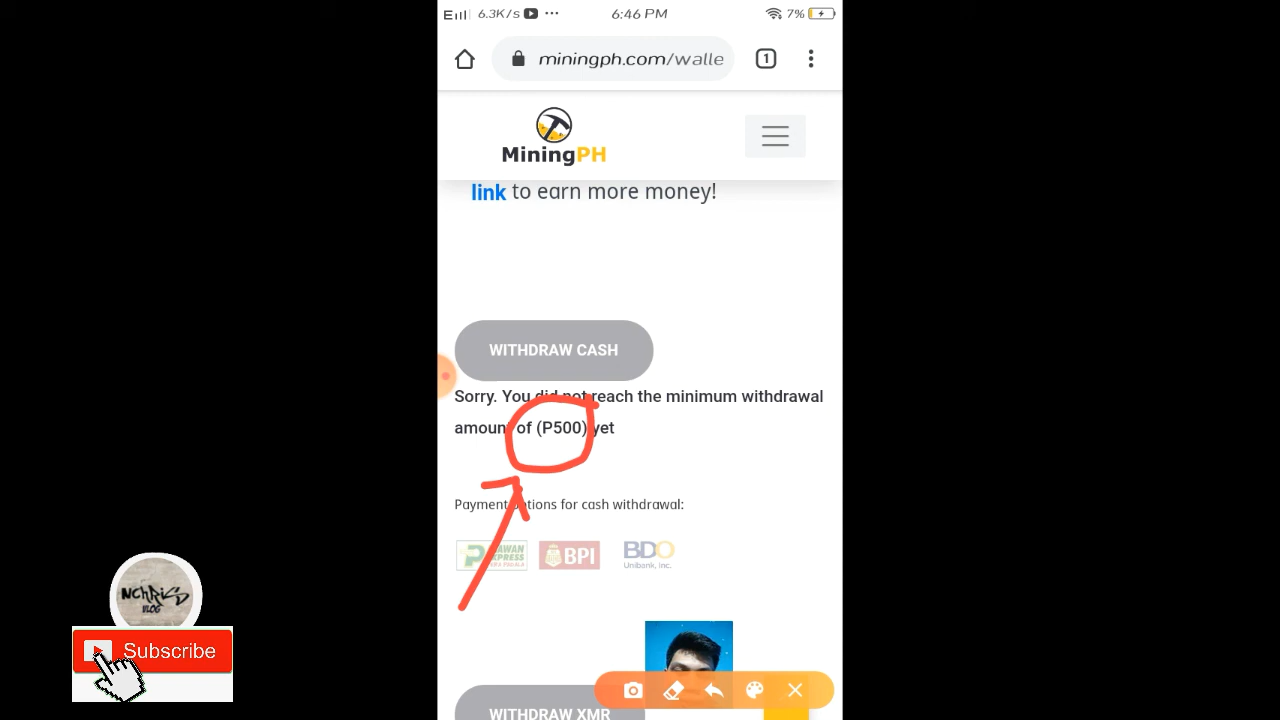 6.3K/s
6:46 PM
7%
miningph.com/walle
1
MiningPH
link to earn more money!
WITHDRAW CASH
Sorry. You did not reach the minimum withdrawal
amount of (P500) yet
Payment options for cash withdrawal:
BPI
BDO
Unibank, inc.
NChRiS
VLOG
Subscribe
WITHDRAW XMR